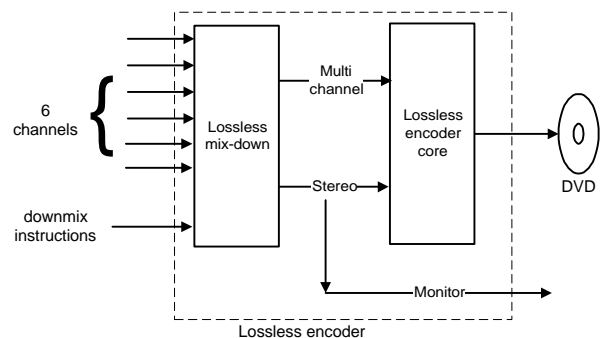 6
channels
downmix
instructions
Lossless
mix-down
Multi
channel
Stereo
Lossless
encoder
core
DVD
Monitor
Lossless encoder